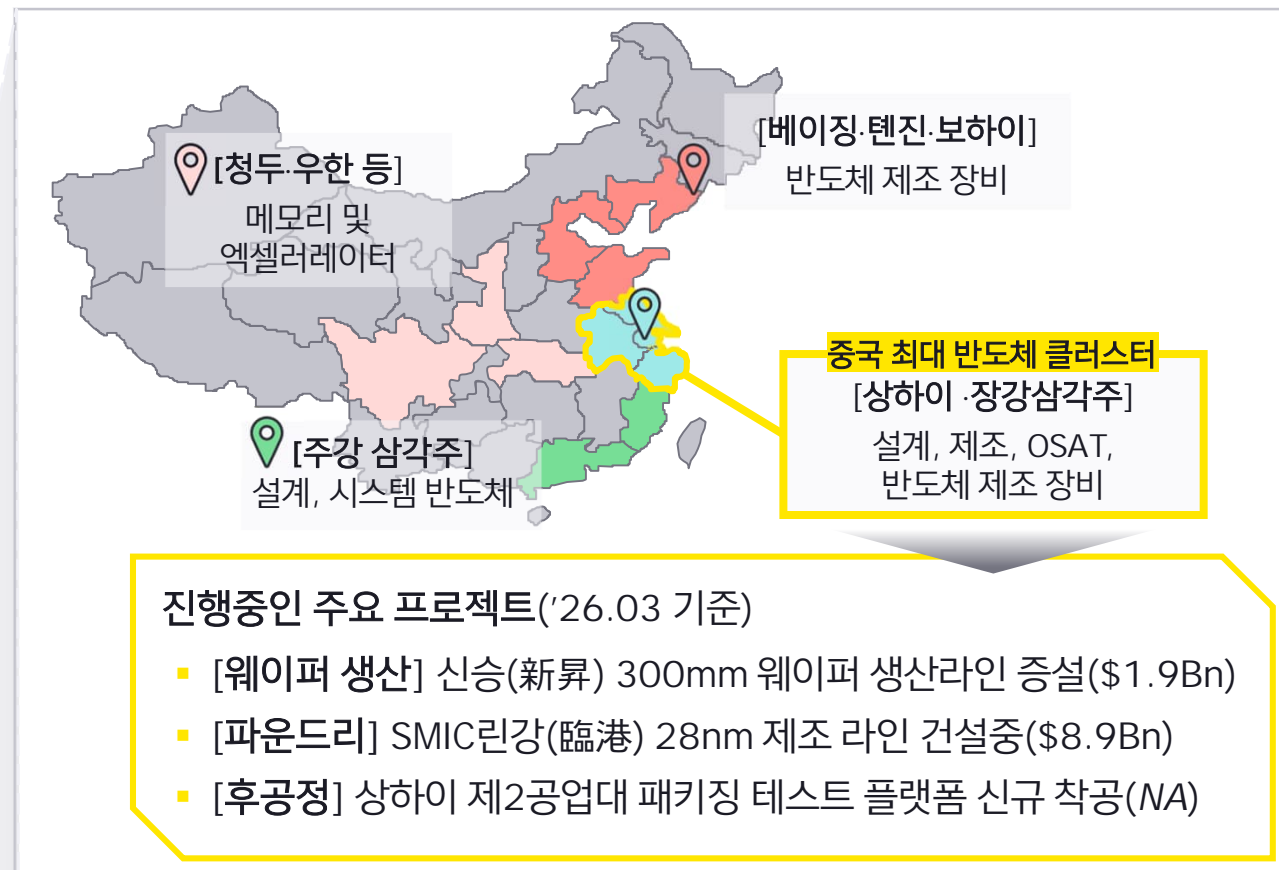 [베이징·톈진·보하이]
반도체 제조 장비
[청두·우한 등]
메모리 및
엑셀러레이터
중국 최대 반도체 클러스터
[상하이 ·장강삼각주]
설계, 제조, OSAT,
반도체 제조 장비
[주강 삼각주]
설계, 시스템 반도체
진행중인 주요 프로젝트('26.03 기준)
▪ [웨이퍼 생산] 신승(新昇) 300mm 웨이퍼 생산라인 증설($1.9Bn)
▪ [파운드리] SMIC린강(臨港) 28nm 제조 라인 건설중($8.9Bn)
▪ [후공정] 상하이 제2공업대 패키징 테스트 플랫폼 신규 착공(NA)